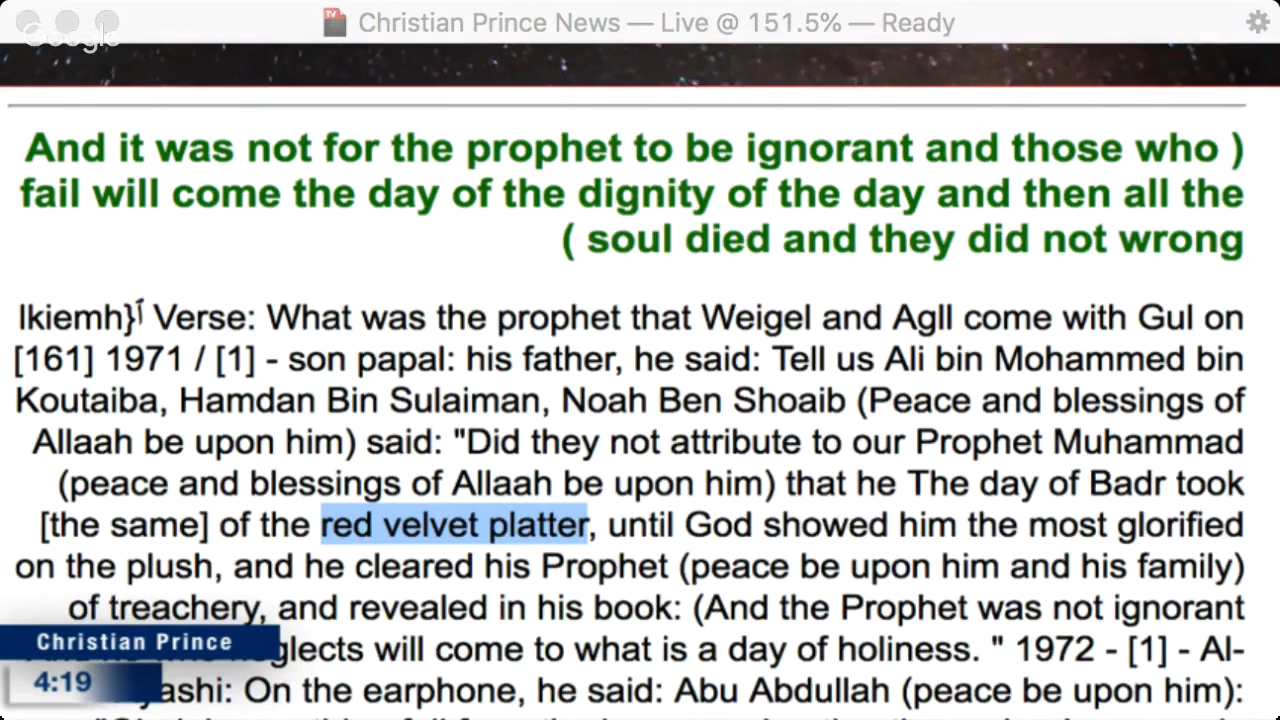 Christian Prince News — Live @ 151.5% — Ready
Google
And it was not for the prophet to be ignorant and those who )
fail will come the day of the dignity of the day and then all the
( soul died and they did not wrong
lkiemh}آ Verse: What was the prophet that Weigel and Agll come with Gul on
[161] 1971 / [1] - son papal: his father, he said: Tell us Ali bin Mohammed bin
Koutaiba, Hamdan Bin Sulaiman, Noah Ben Shoaib (Peace and blessings of
Allaah be upon him) said: "Did they not attribute to our Prophet Muhammad
(peace and blessings of Allaah be upon him) that he The day of Badr took
[the same] of the red velvet platter, until God showed him the most glorified
on the plush, and he cleared his Prophet (peace be upon him and his family)
of treachery, and revealed in his book: (And the Prophet was not ignorant
glects will come to what is a day of holiness. " 1972 - [1] - Al-
ashi: On the earphone, he said: Abu Abdullah (peace be upon him):
Christian Prince
4:19